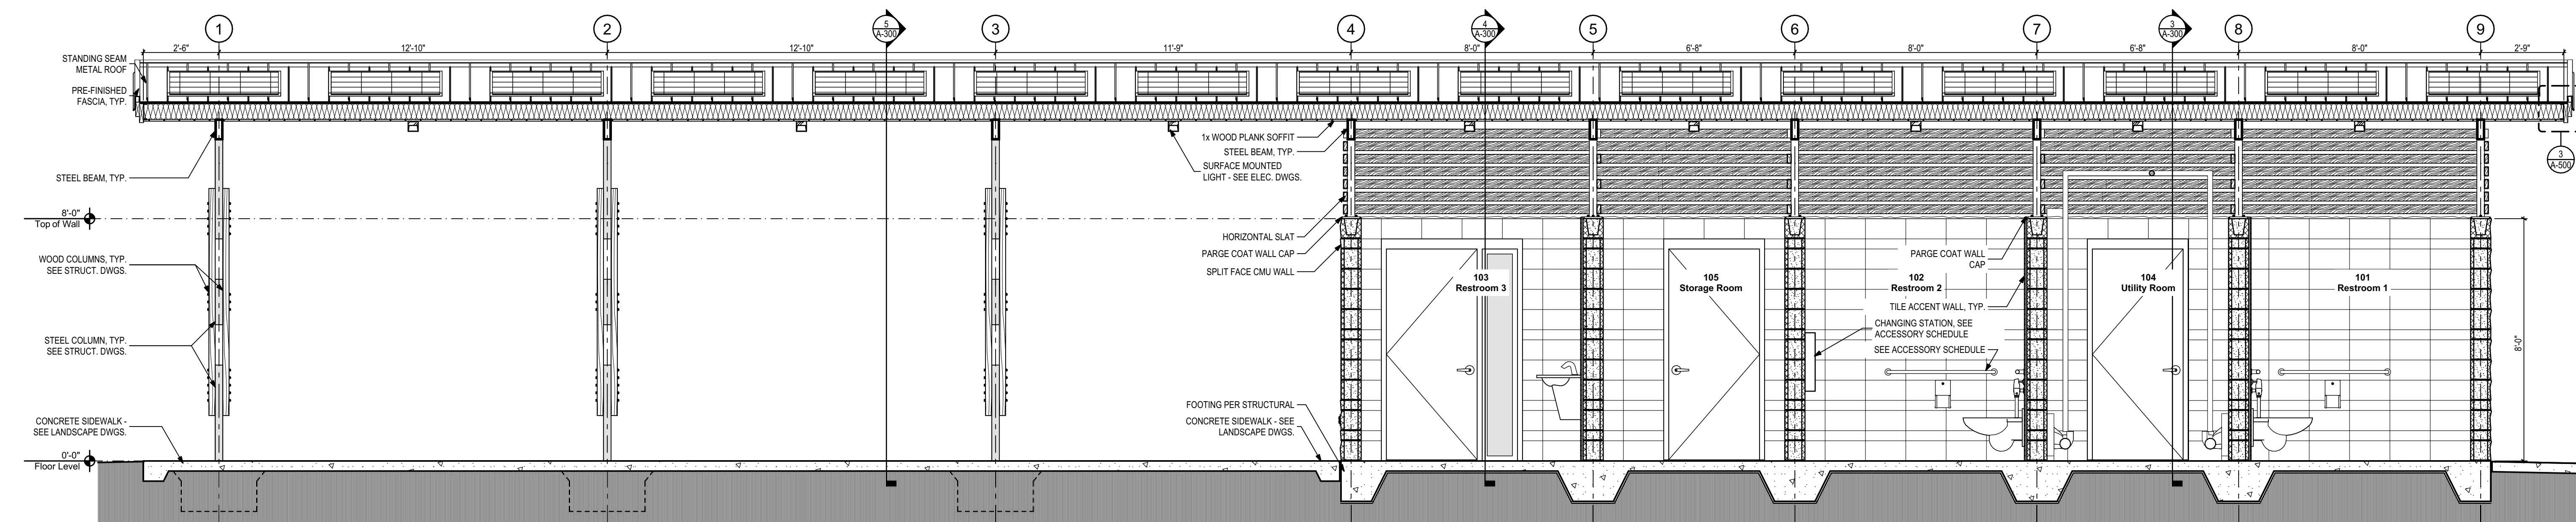 1
2
5
A-300
3
4
4
A-300
5
6
7
3
A-300
8
9
2'-6"
12'-10"
12'-10"
11'-9"
8'-0"
6'-8"
8'-0"
6'-8"
8'-0"
2'-9"
STANDING SEAM
METAL ROOF
PRE-FINISHED
FASCIA, TYP.
STEEL BEAM, TYP.
8'-0"
Top of Wall
WOOD COLUMNS, TYP.
SEE STRUCT. DWGS.
STEEL COLUMN, TYP.
SEE STRUCT. DWGS.
CONCRETE SIDEWALK -
SEE LANDSCAPE DWGS.
0'-0"
Floor Level
1x WOOD PLANK SOFFIT
STEEL BEAM, TYP.
SURFACE MOUNTED
LIGHT - SEE ELEC. DWGS.
HORIZONTAL SLAT
PARGE COAT WALL CAP
SPLIT FACE CMU WALL
FOOTING PER STRUCTURAL
CONCRETE SIDEWALK - SEE
LANDSCAPE DWGS.
103
Restroom 3
105
Storage Room
PARGE COAT WALL
CAP
102
Restroom 2
TILE ACCENT WALL, TYP.
CHANGING STATION, SEE
ACCESSORY SCHEDULE
SEE ACCESSORY SCHEDULE
104
Utility Room
101
Restroom 1
8'-0"
3
A-500